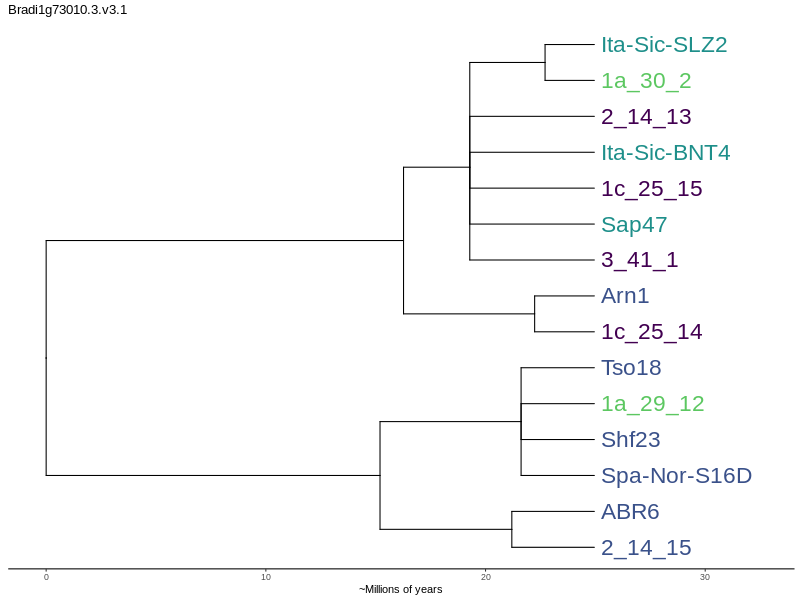 Bradi1g73010.3.v3.1
Ita-Sic-SLZ2
1a_30_2
2_14_13
Ita-Sic-BNT4
1c_25_15
Sap47
3_41_1
Arn1
1c_25_14
Tso18
1a_29_12
Shf23
Spa-Nor-S16D
ABR6
2_14_15
0 10 20 30
~Millions of years